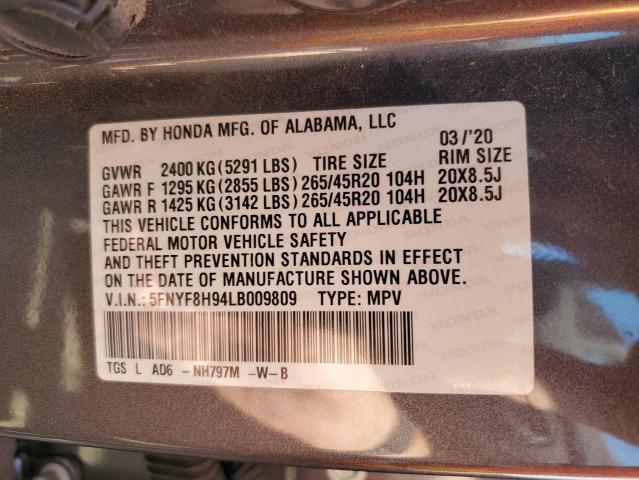 MFD. BY HONDA MFG. OF ALABAMA, LLC 03/'20
GVWR 2400 KG (5291 LBS) TIRE SIZE RIM SIZE
GAWR F 1295 KG (2855 LBS) 265/45R20 104H 20X8.5J
GAWR R 1425 KG (3142 LBS) 265/45R20 104H 20X8.5J
THIS VEHICLE CONFORMS TO ALL APPLICABLE
FEDERAL MOTOR VEHICLE SAFETY
AND THEFT PREVENTION STANDARDS IN EFFECT
ON THE DATE OF MANUFACTURE SHOWN ABOVE.
V.I.N.: 5FNYF8H94LB009809 TYPE: MPV
TGS L AD6 -NH797M -W-B